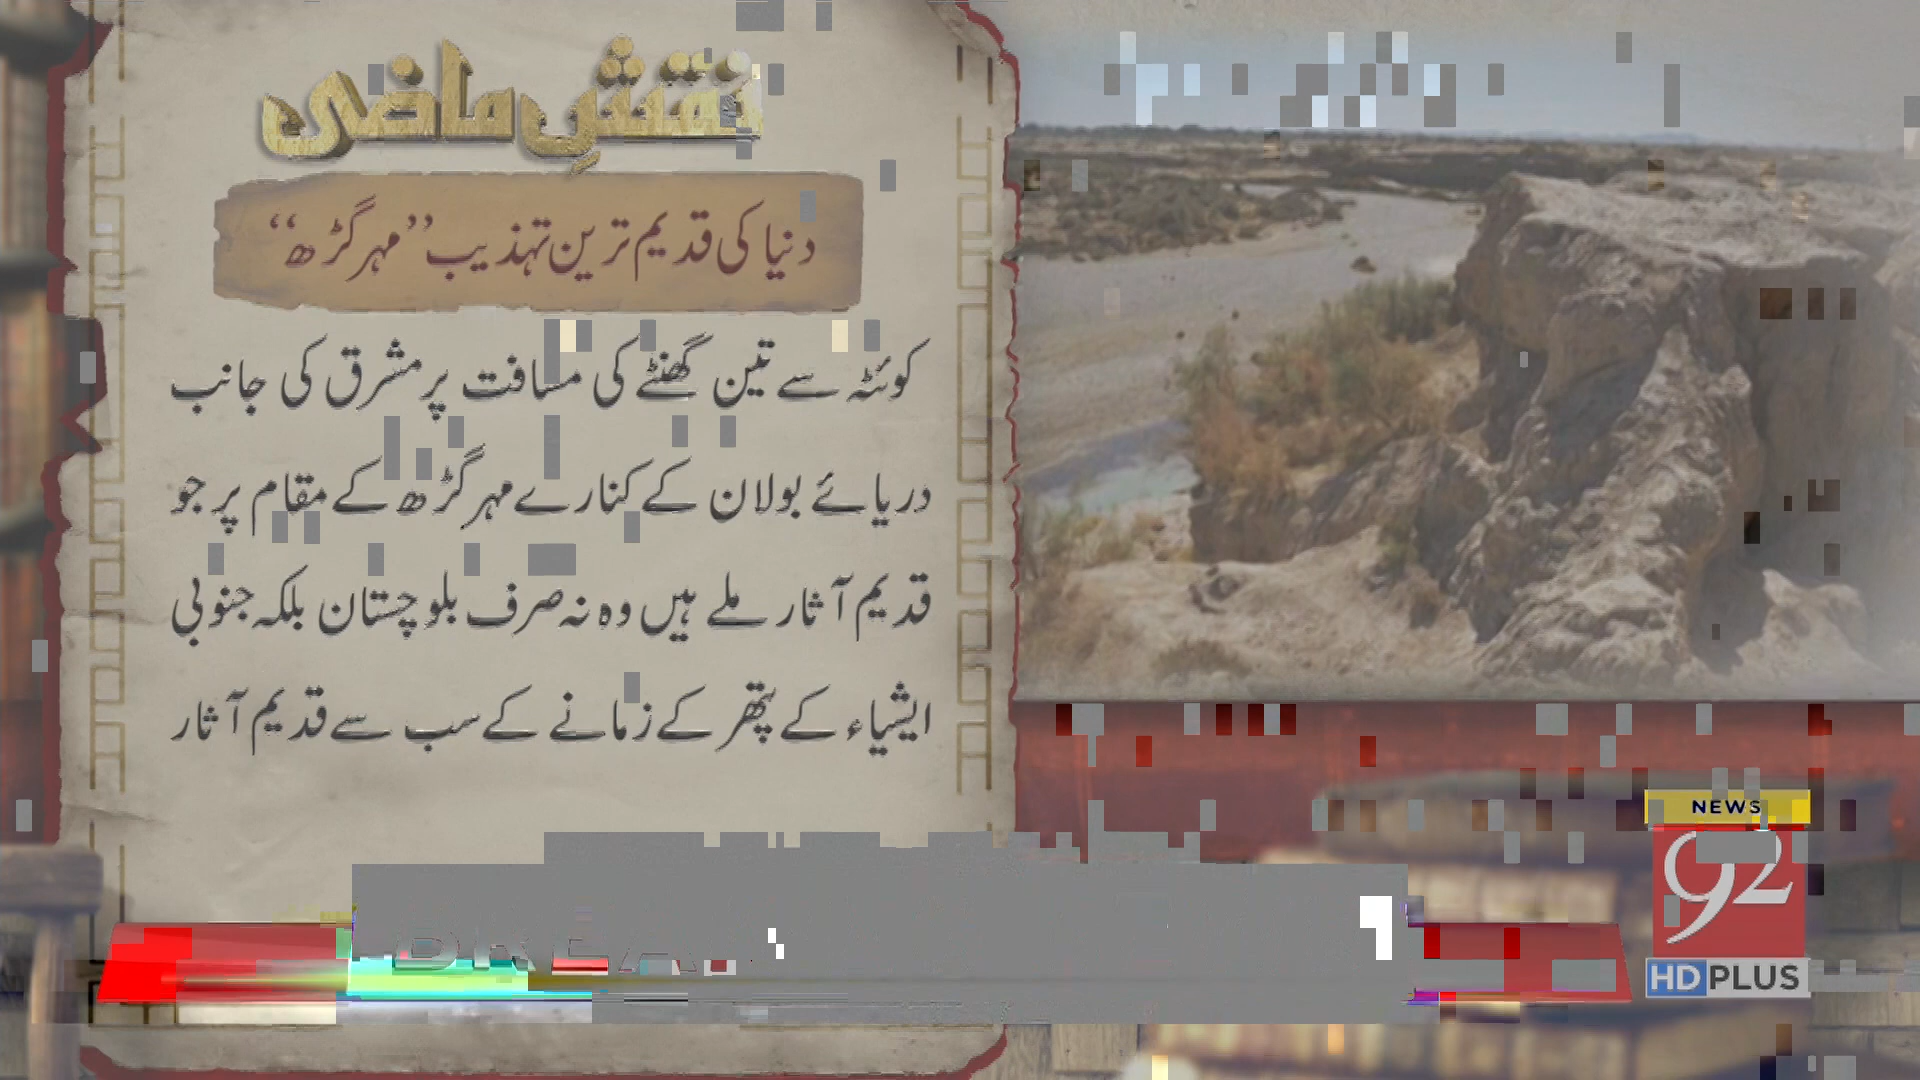 نقشِ ماضی
دنیا کی قدیم ترین تہذیب ’’مہر گڑھ‘‘
کوئٹہ سے تین گھنٹے کی مسافت پر مشرق کی جانب
دریائے بولان کے کنارے مہر گڑھ کے مقام پر جو
قدیم آثار ملے ہیں وہ نہ صرف بلوچستان بلکہ جنوبی
ایشیاء کے پتھر کے زمانے کے سب سے قدیم آثار
NEWS
92
HD PLUS